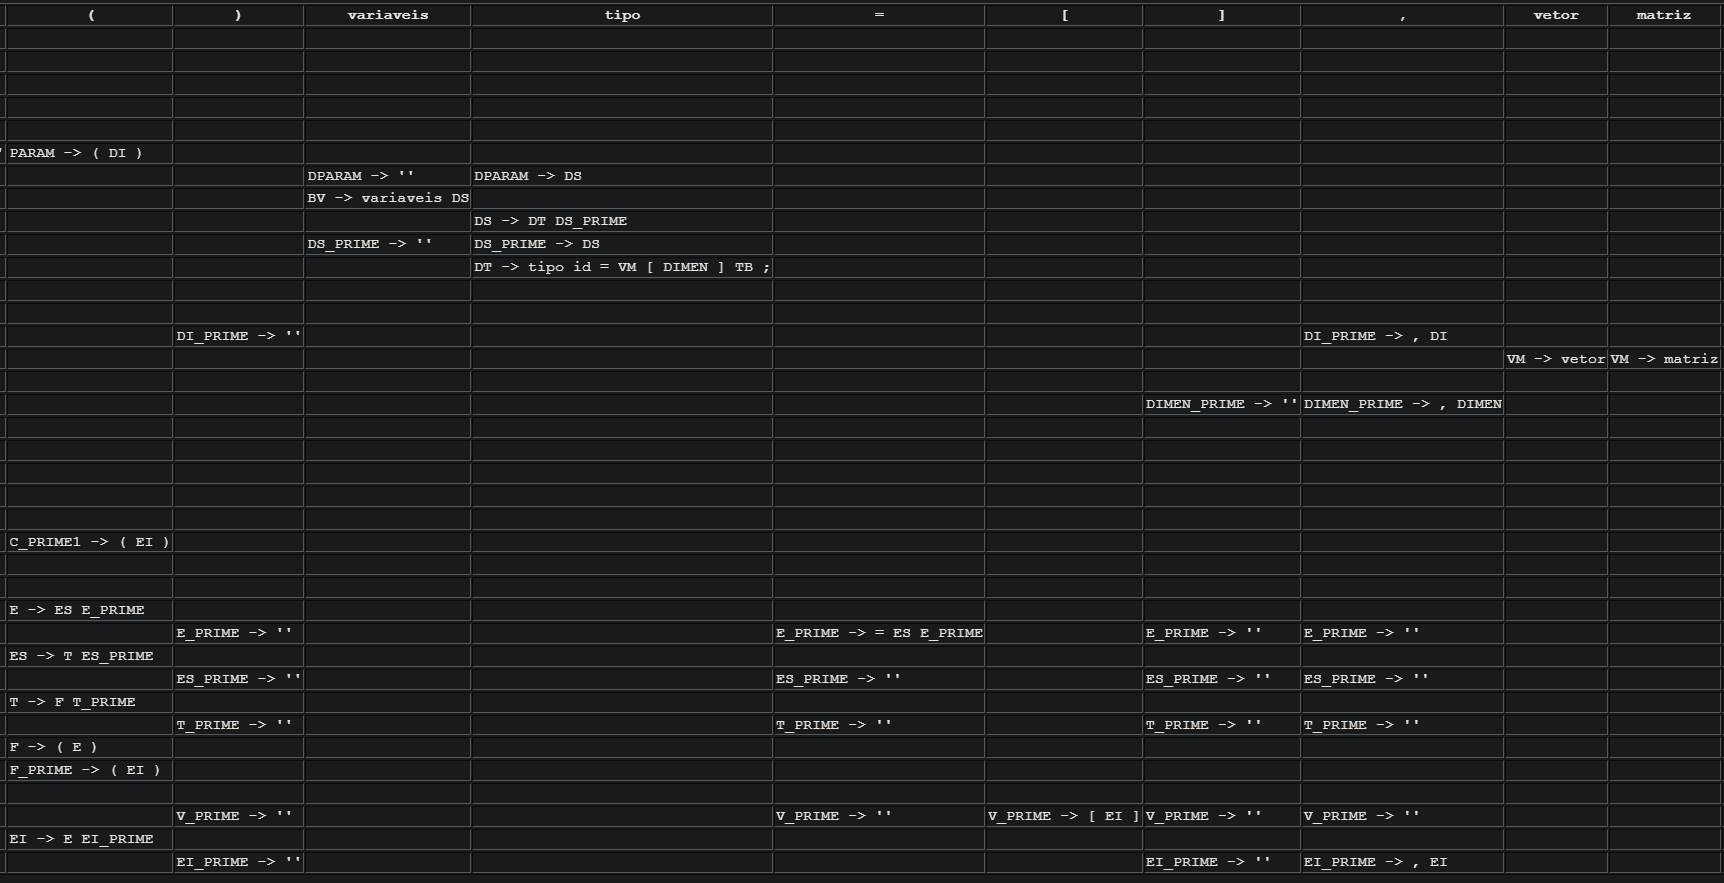 ( ) variaveis tipo = [ ] , vetor matriz
' PARAM -> ( DI )
DPARAM -> '' DPARAM -> DS
BV -> variaveis DS
DS -> DT DS_PRIME
DS_PRIME -> '' DS_PRIME -> DS
DT -> tipo id = VM [ DIMEN ] TB ;
DI_PRIME -> '' DI_PRIME -> , DI
VM -> vetor VM -> matriz
DIMEN_PRIME -> '' DIMEN_PRIME -> , DIMEN
C_PRIME1 -> ( EI )
E -> ES E_PRIME
E_PRIME -> '' E_PRIME -> = ES E_PRIME E_PRIME -> '' E_PRIME -> ''
ES -> T ES_PRIME
ES_PRIME -> '' ES_PRIME -> '' ES_PRIME -> '' ES_PRIME -> ''
T -> F T_PRIME
T_PRIME -> '' T_PRIME -> '' T_PRIME -> '' T_PRIME -> ''
F -> ( E )
F_PRIME -> ( EI )
V_PRIME -> '' V_PRIME -> '' V_PRIME -> [ EI ] V_PRIME -> '' V_PRIME -> ''
EI -> E EI_PRIME
EI_PRIME -> '' EI_PRIME -> '' EI_PRIME -> , EI